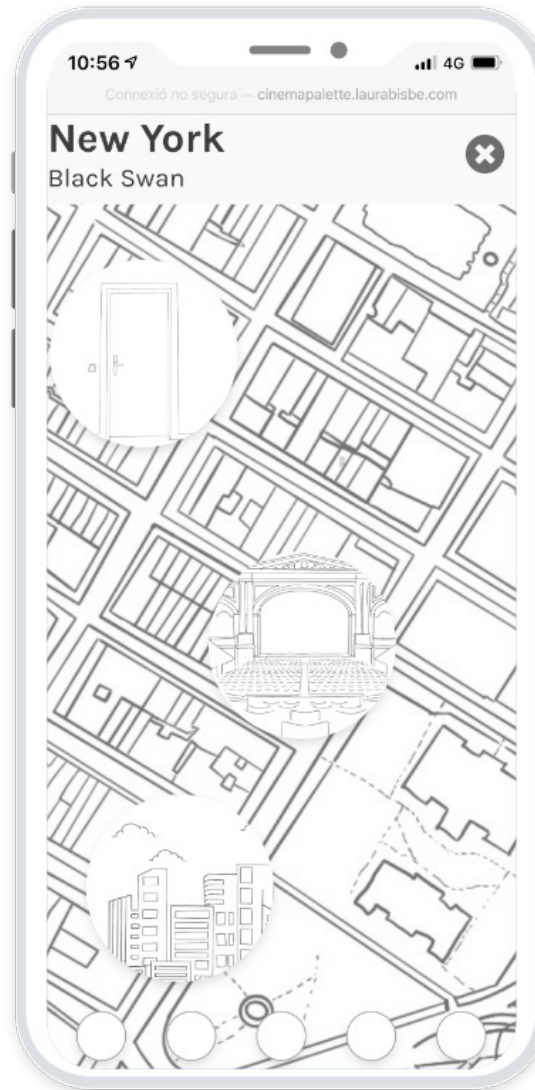 10:56
4G
Connexió no segura — cinemapalette.laurabisbe.com
New York
Black Swan